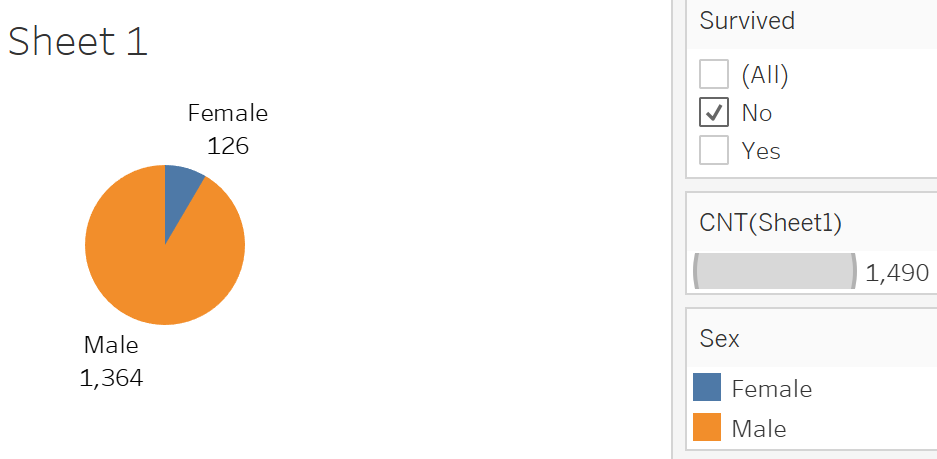 Sheet 1
Female
126
Male
1,364
Survived
(All)
No
Yes
CNT(Sheet1)
1,490
Sex
Female
Male